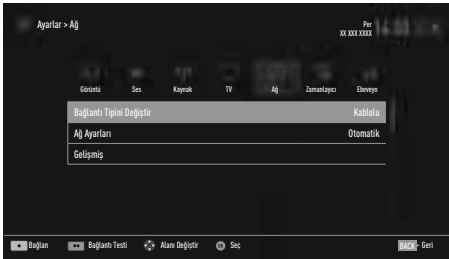 Ayarlar > Ağ
Per
XX XXX XXXX
Görüntü Ses Kaynak TV Ağ Zamanlayıcı Ebeveyn
Bağlantı Tipini Değiştir Kablolu
Ağ Ayarları Otomatik
Gelişmiş
Bağlan Bağlantı Testi Alanı Değiştir OK Seç BACK - Geri